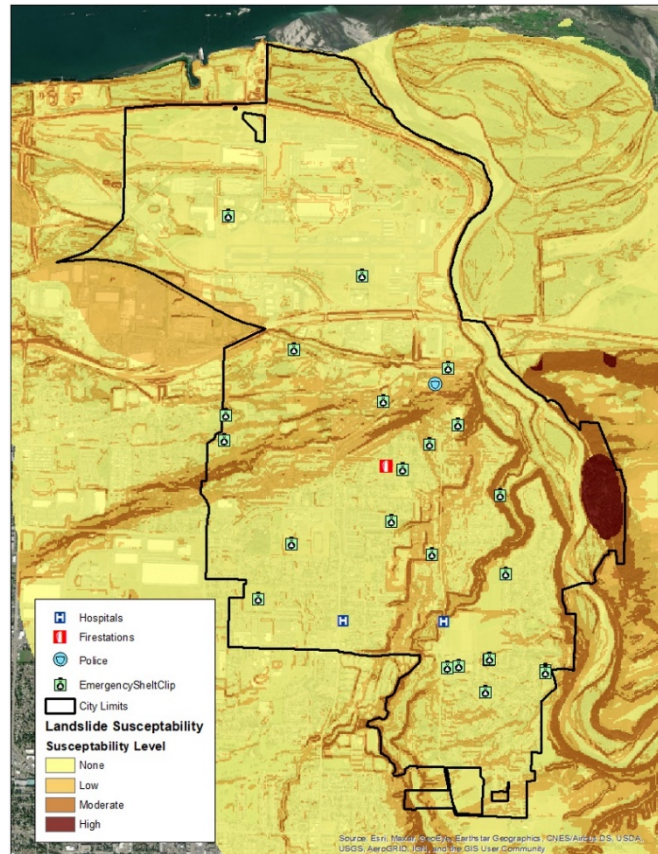 Hospitals
Firestations
Police
EmergencySheltClip
City Limits
Landslide Susceptability
Susceptability Level
None
Low
Moderate
High
Source: Esri, Maxar, GeoEye, Earthstar Geographics, CNES/Airbus DS, USDA,
USGS, AeroGRID, IGN, and the GIS User Community